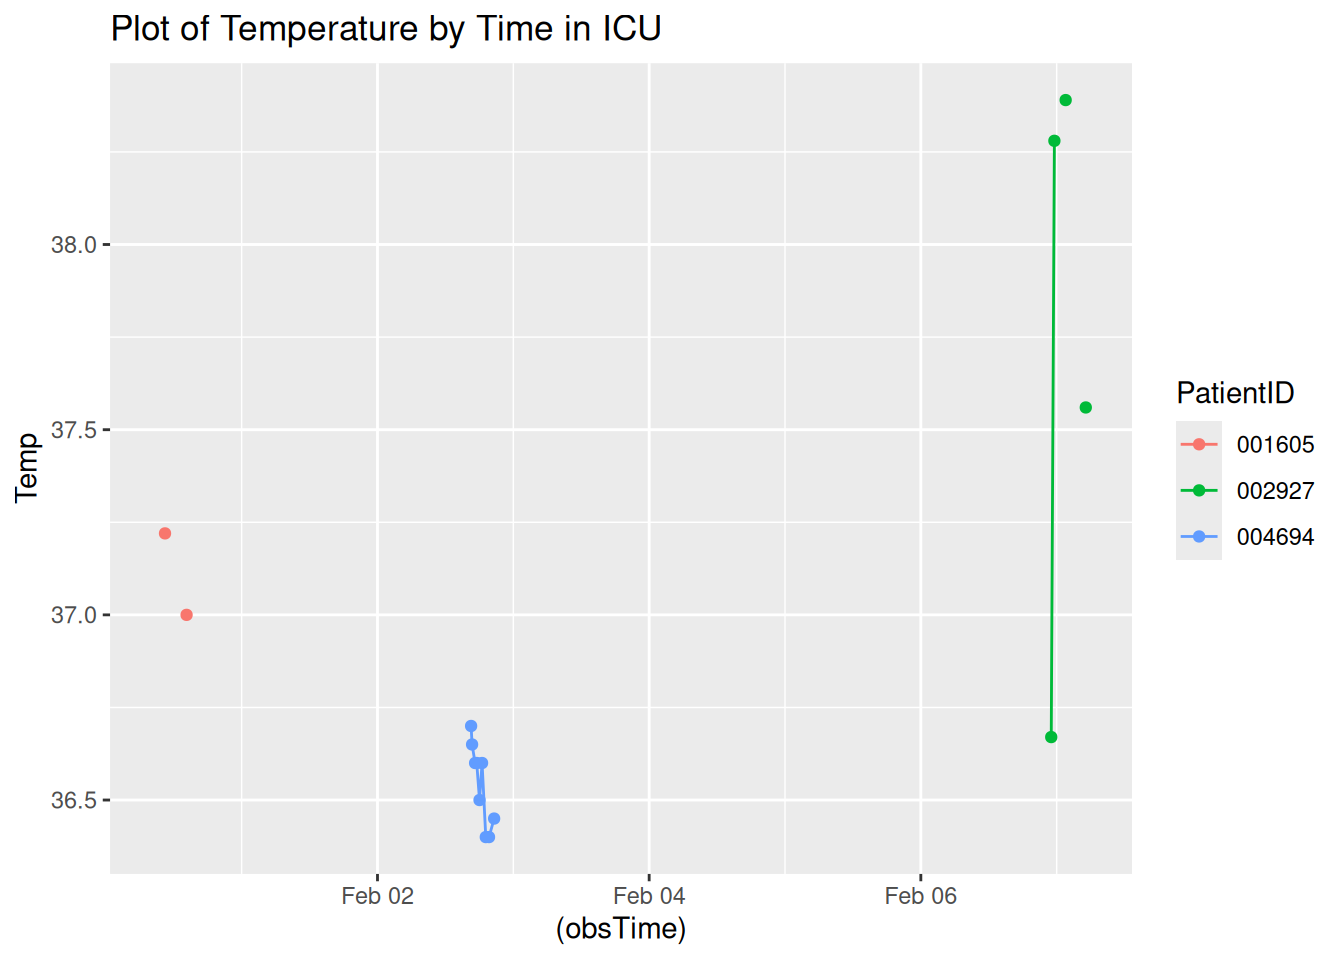 Plot of Temperature by Time in ICU
38.0
37.5
37.0
36.5
Temp
Feb 02
Feb 04
Feb 06
(obsTime)
PatientID
001605
002927
004694